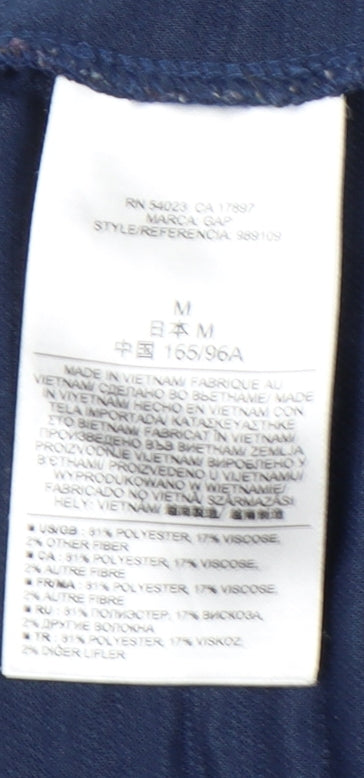 RN 54023 CA 17897
MARCA: GAP
STYLE/REFERENCIA: 989109
M
日本 M
中国 165/96A
MADE IN VIETNAM/ FABRIQUE AU
VIETNAM/ СДЕЛАНО ВО ВЬЕТНАМЕ/ MADE
IN VIYETNAM/ HECHO EN VIETNAM CON
TELA IMPORTADA/ ΚΑΤΑΣΚΕΥΑΣΤΗΚΕ
ΣΤΟ ΒΙΕΤΝΑΜ/ FABRICAT ÎN VIETNAM/
ПРОИЗВЕДЕНО ВЪВ ВИЕТНАМ/ ZEMLJA
PROIZVODNJE VIJETNAM/ ВИРОБЛЕНО У
В'ЄТНАМІ/ PROIZVEDENO U VIJETNAMU/
WYPRODUKOWANO W WIETNAMIE/
FABRICADO NO VIETNÃ/ SZÁRMAZÁSI
HELY: VIETNÁM/
■ US/GB : 81% POLYESTER, 17% VISCOSE,
2% OTHER FIBER
■ CA : 81% POLYESTER, 17% VISCOSE,
2% AUTRE FIBRE
■ FR/MA : 81% POLYESTER, 17% VISCOSE,
2% AUTRE FIBRE
■ RU : 81% ПОЛИЭСТЕР, 17% ВИСКОЗА,
2% ДРУГИЕ ВОЛОКНА
■ TR : 81% POLYESTER, 17% VISKOZ,
2% DİĞER LIFLER